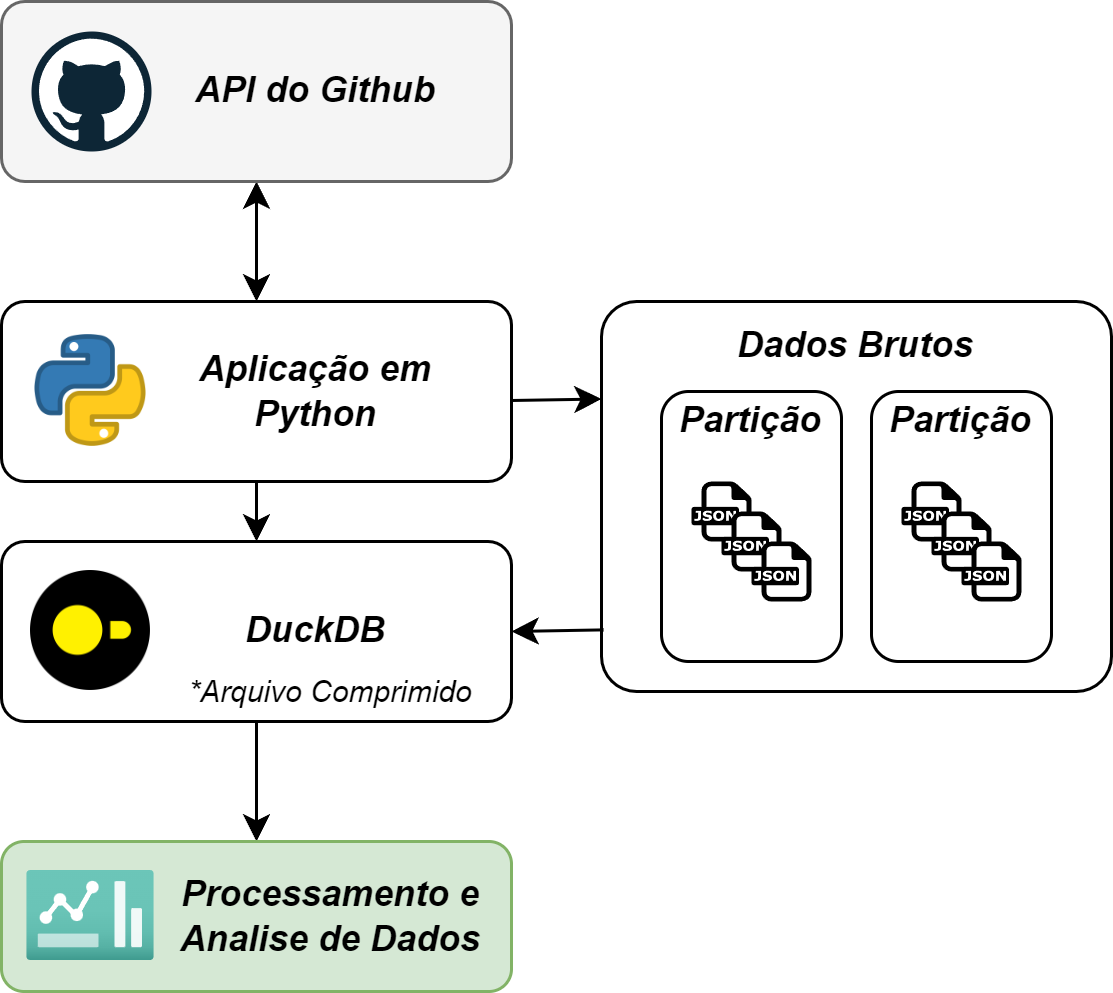 API do Github
Aplicação em
Python
Dados Brutos
Partição
JSON
JSON
JSON
Partição
JSON
JSON
JSON
DuckDB
*Arquivo Comprimido
Processamento e
Analise de Dados